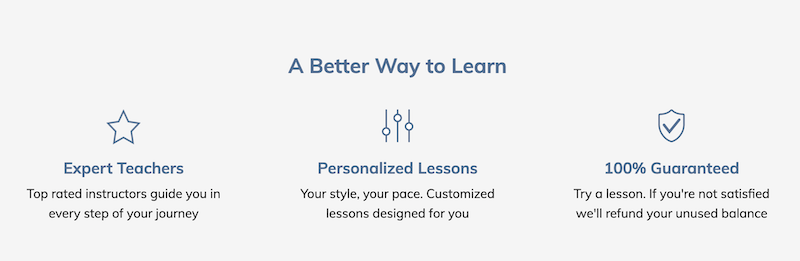 A Better Way to Learn
Expert Teachers
Top rated instructors guide you in
every step of your journey
Personalized Lessons
Your style, your pace. Customized
lessons designed for you
100% Guaranteed
Try a lesson. If you're not satisfied
we'll refund your unused balance